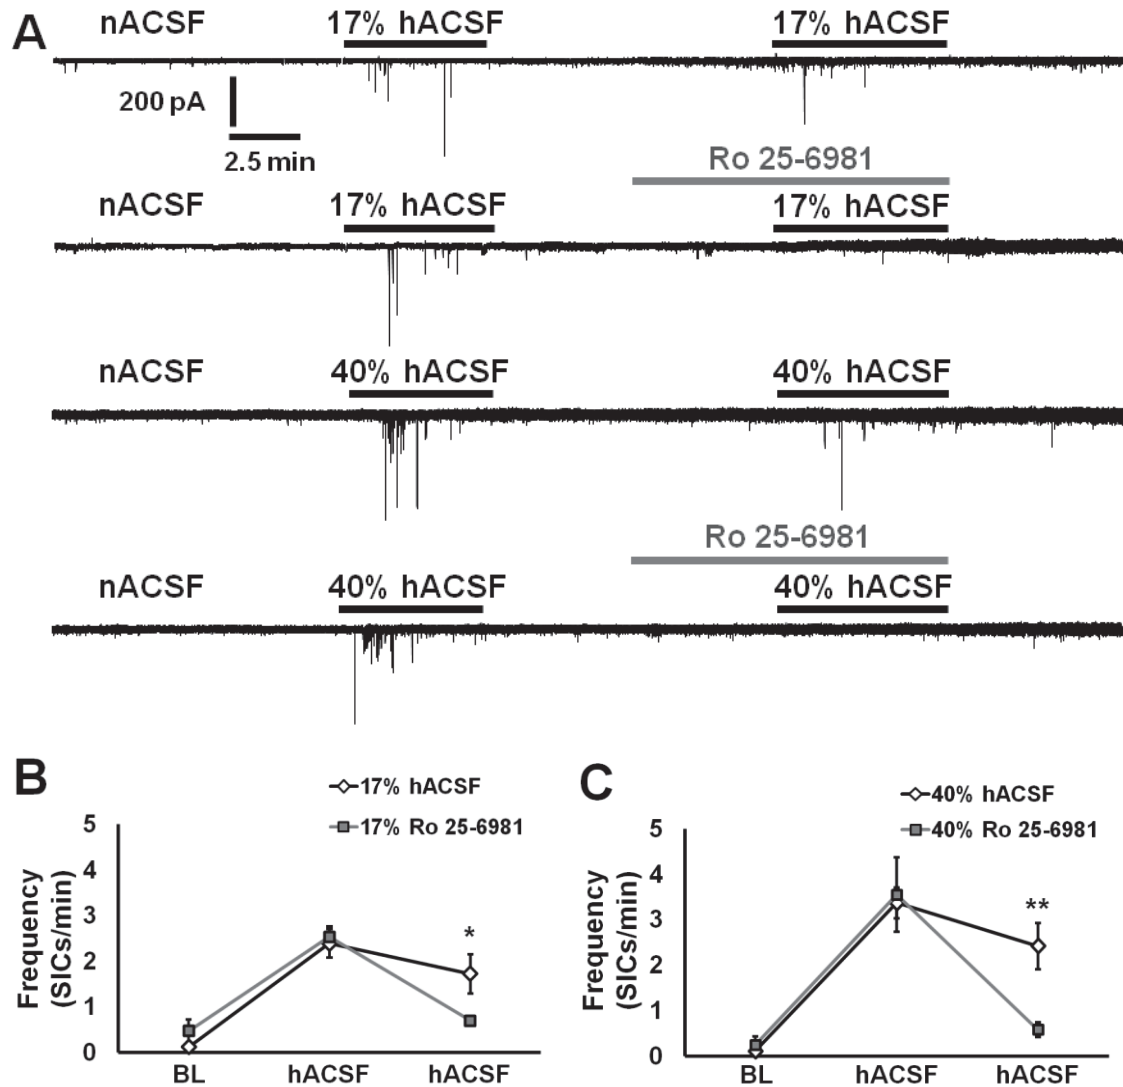 A
nACSF 17% hACSF 17% hACSF
200 pA
2.5 min
Ro 25-6981
nACSF 17% hACSF 17% hACSF
nACSF 40% hACSF 40% hACSF
Ro 25-6981
nACSF 40% hACSF 40% hACSF
B
17% hACSF
17% Ro 25-6981
Frequency
(SICs/min)
5
4
3
2
1
0
*
BL hACSF hACSF
C
40% hACSF
40% Ro 25-6981
Frequency
(SICs/min)
5
4
3
2
1
0
**
BL hACSF hACSF